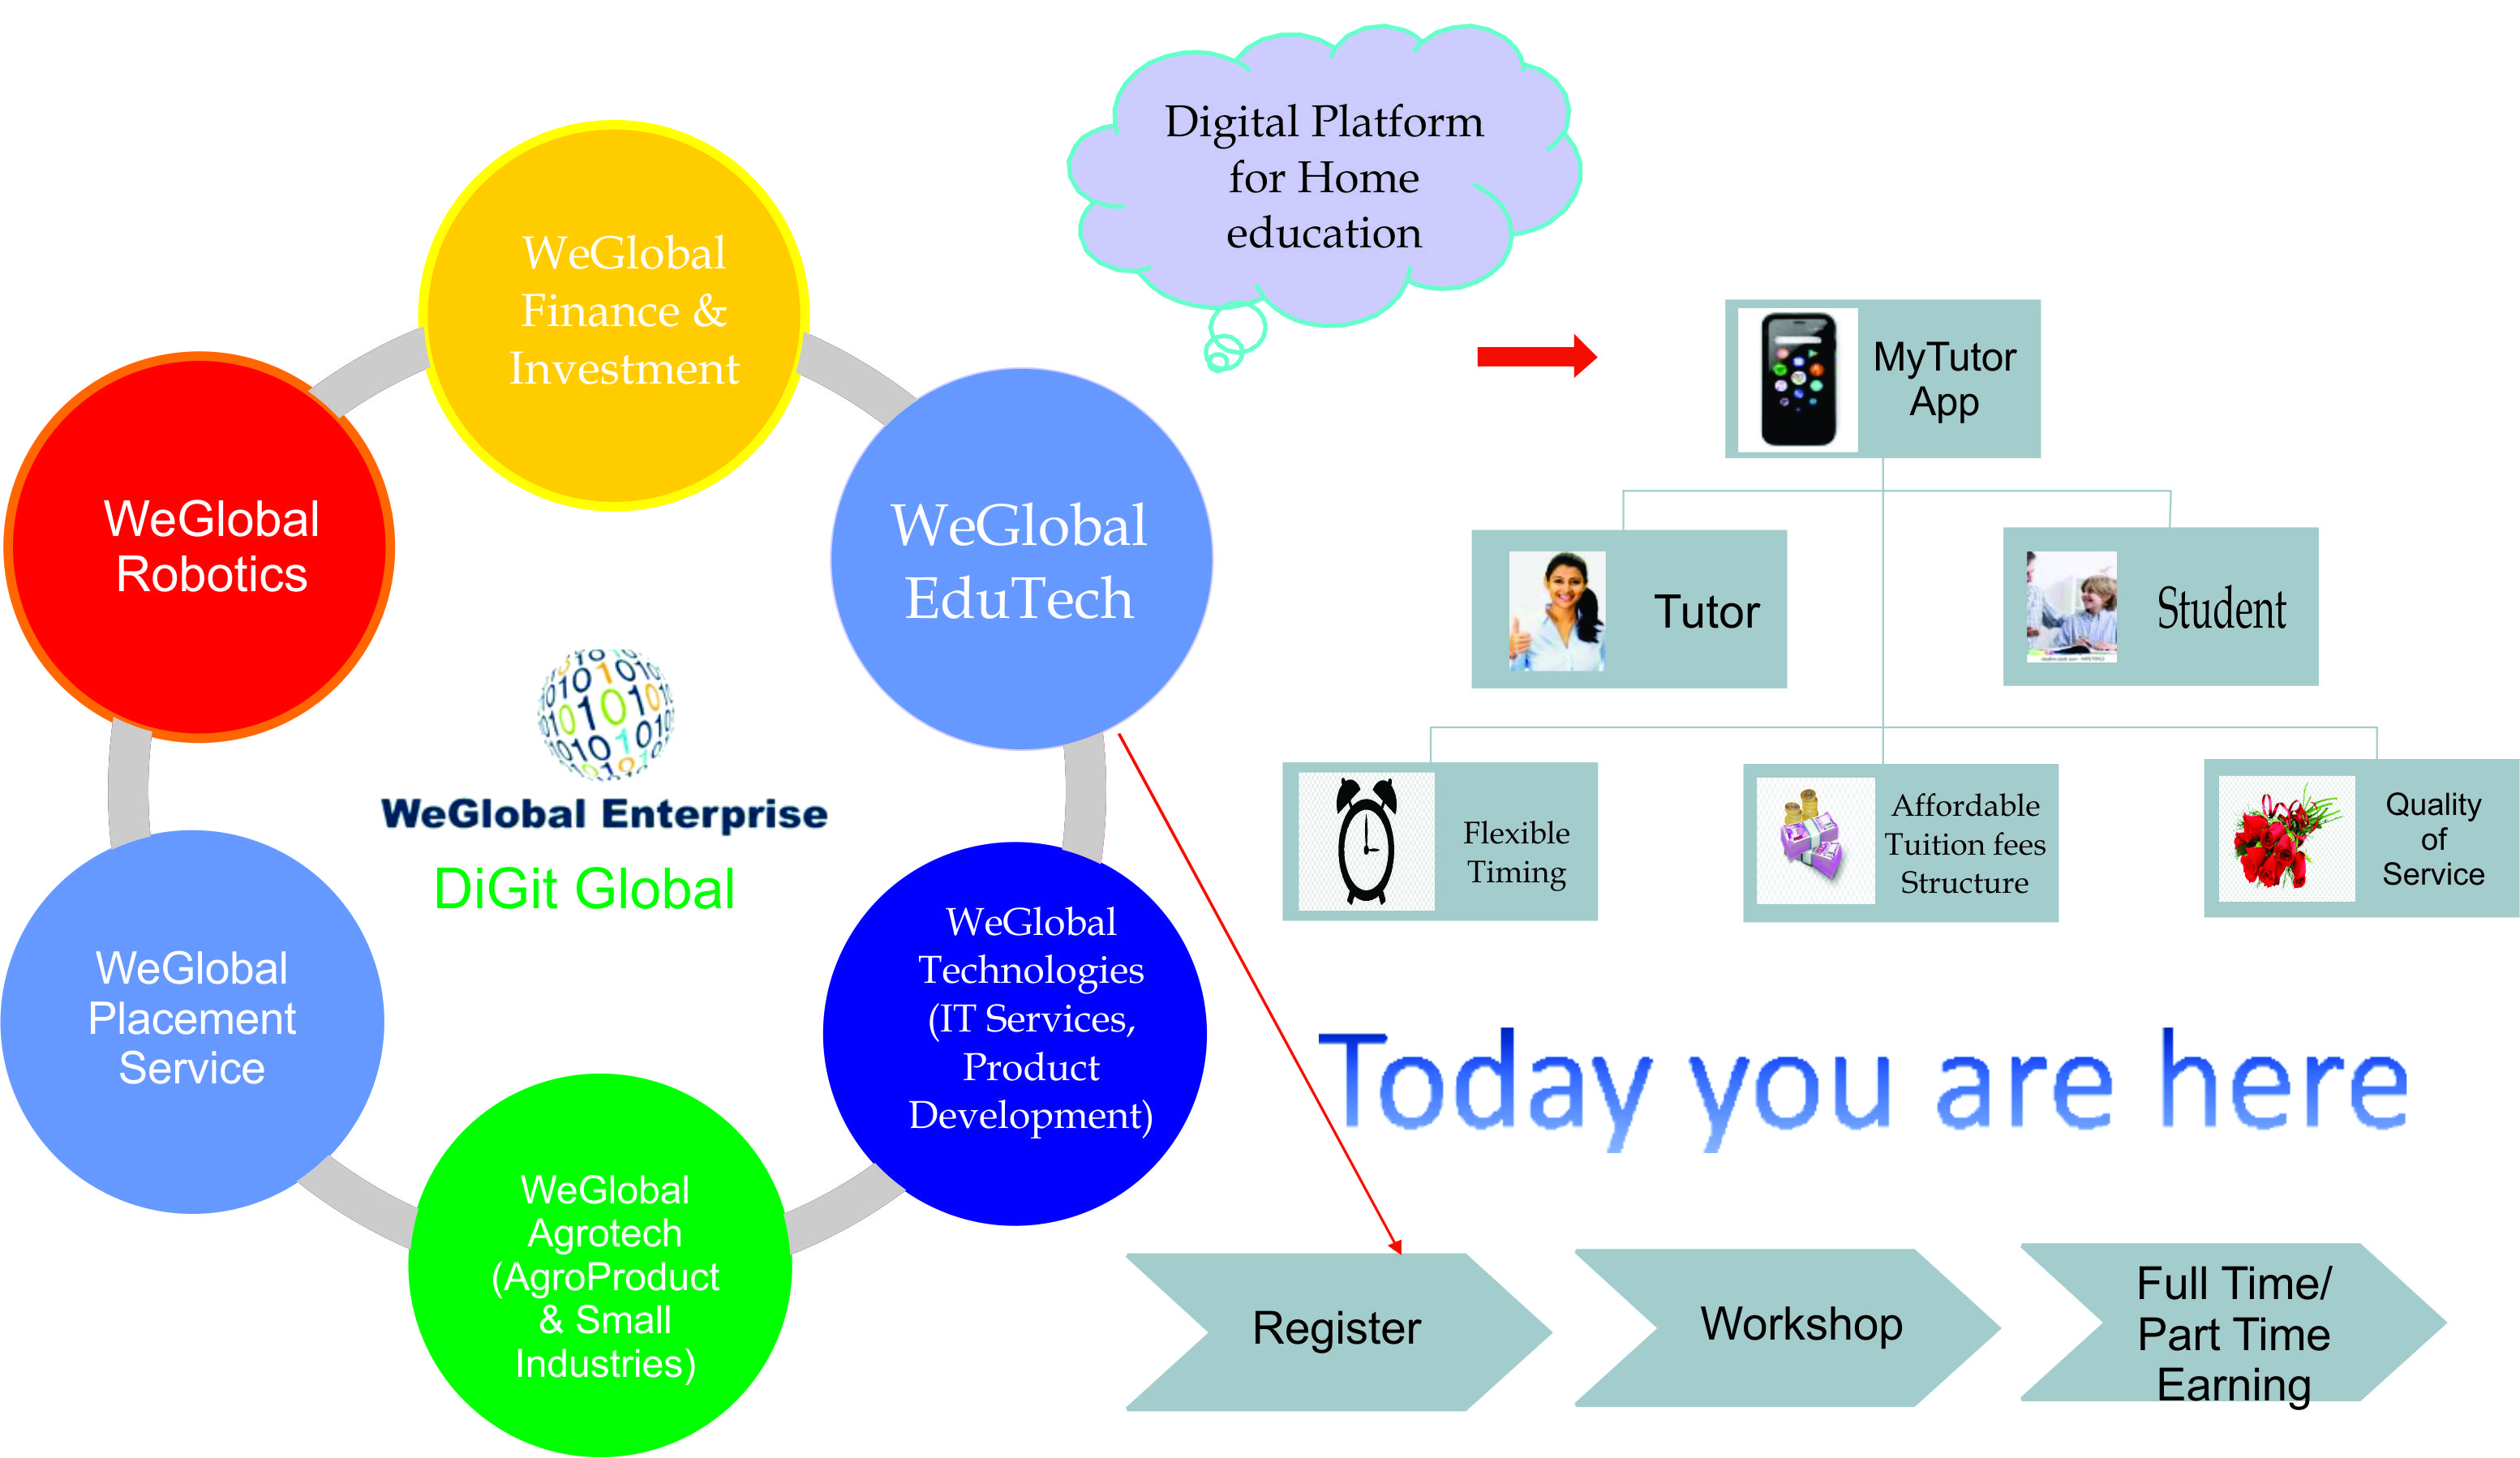 Digital Platform
for Home
education
WeGlobal
Finance &
Investment
MyTutor
App
WeGlobal
Robotics
WeGlobal
EduTech
Tutor
Student
WeGlobal Enterprise
DiGit Global
Flexible
Timing
Affordable
Tuition fees
Structure
Quality
of
Service
WeGlobal
Placement
Service
WeGlobal
Technologies
(IT Services,
Product
Development)
Today you are here
WeGlobal
Agrotech
(AgroProduct
& Small
Industries)
Register
Workshop
Full Time/
Part Time
Earning